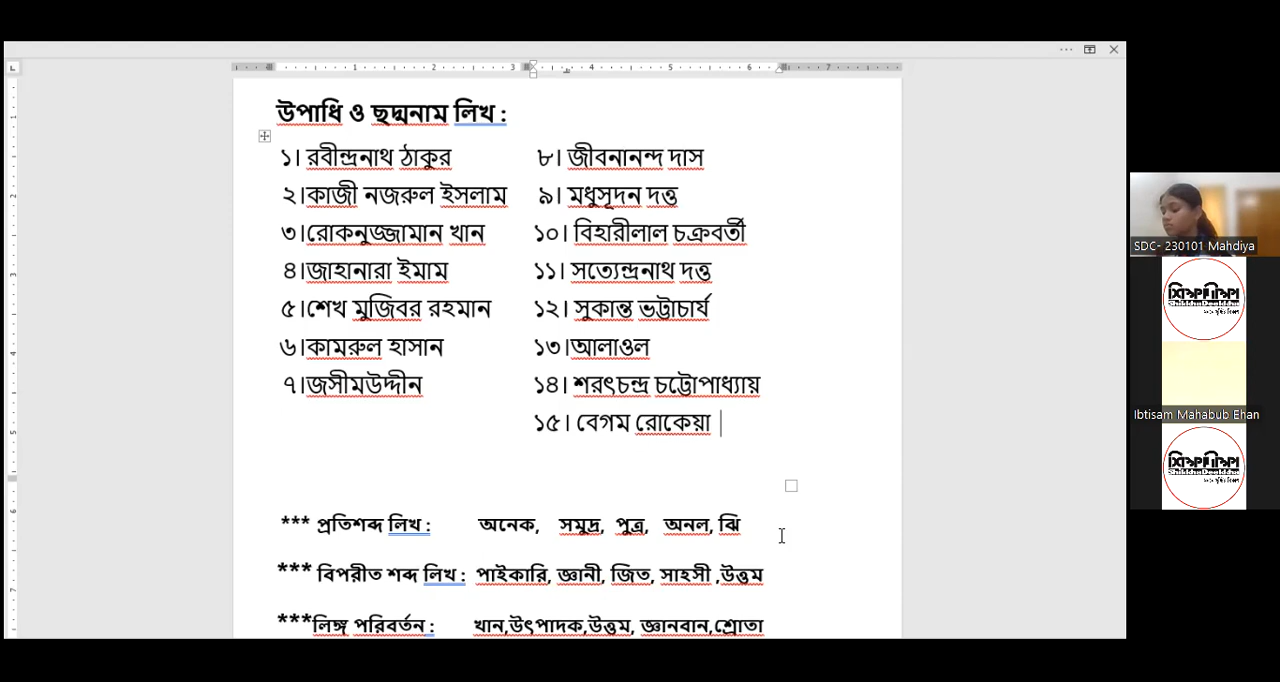 উপাধি ও ছদ্মনাম লিখ :
১। রবীন্দ্রনাথ ঠাকুর
২।কাজী নজরুল ইসলাম
৩।রোকনুজ্জামান খান
৪।জাহানারা ইমাম
৫।শেখ মুজিবর রহমান
৬।কামরুল হাসান
৭।জসীমউদ্দীন
৮। জীবনানন্দ দাস
৯। মধুসূদন দত্ত
১০। বিহারীলাল চক্রবর্তী
১১। সত্যেন্দ্রনাথ দত্ত
১২। সুকান্ত ভট্টাচার্য
১৩।আলাওল
১৪। শরৎচন্দ্র চট্টোপাধ্যায়
১৫। বেগম রোকেয়া
*** প্রতিশব্দ লিখ : অনেক, সমুদ্র, পুত্র, অনল, ঝি
*** বিপরীত শব্দ লিখ : পাইকারি, জ্ঞানী, জিত, সাহসী ,উত্তম
***লিঙ্গ পরিবর্তন : খান,উৎপাদক,উত্তম, জ্ঞানবান,শ্রোতা
SDC- 230101 Mahdiya
Shikkhadeekkha
Ibtisam Mahabub Ehan
Shikkhadeekkha